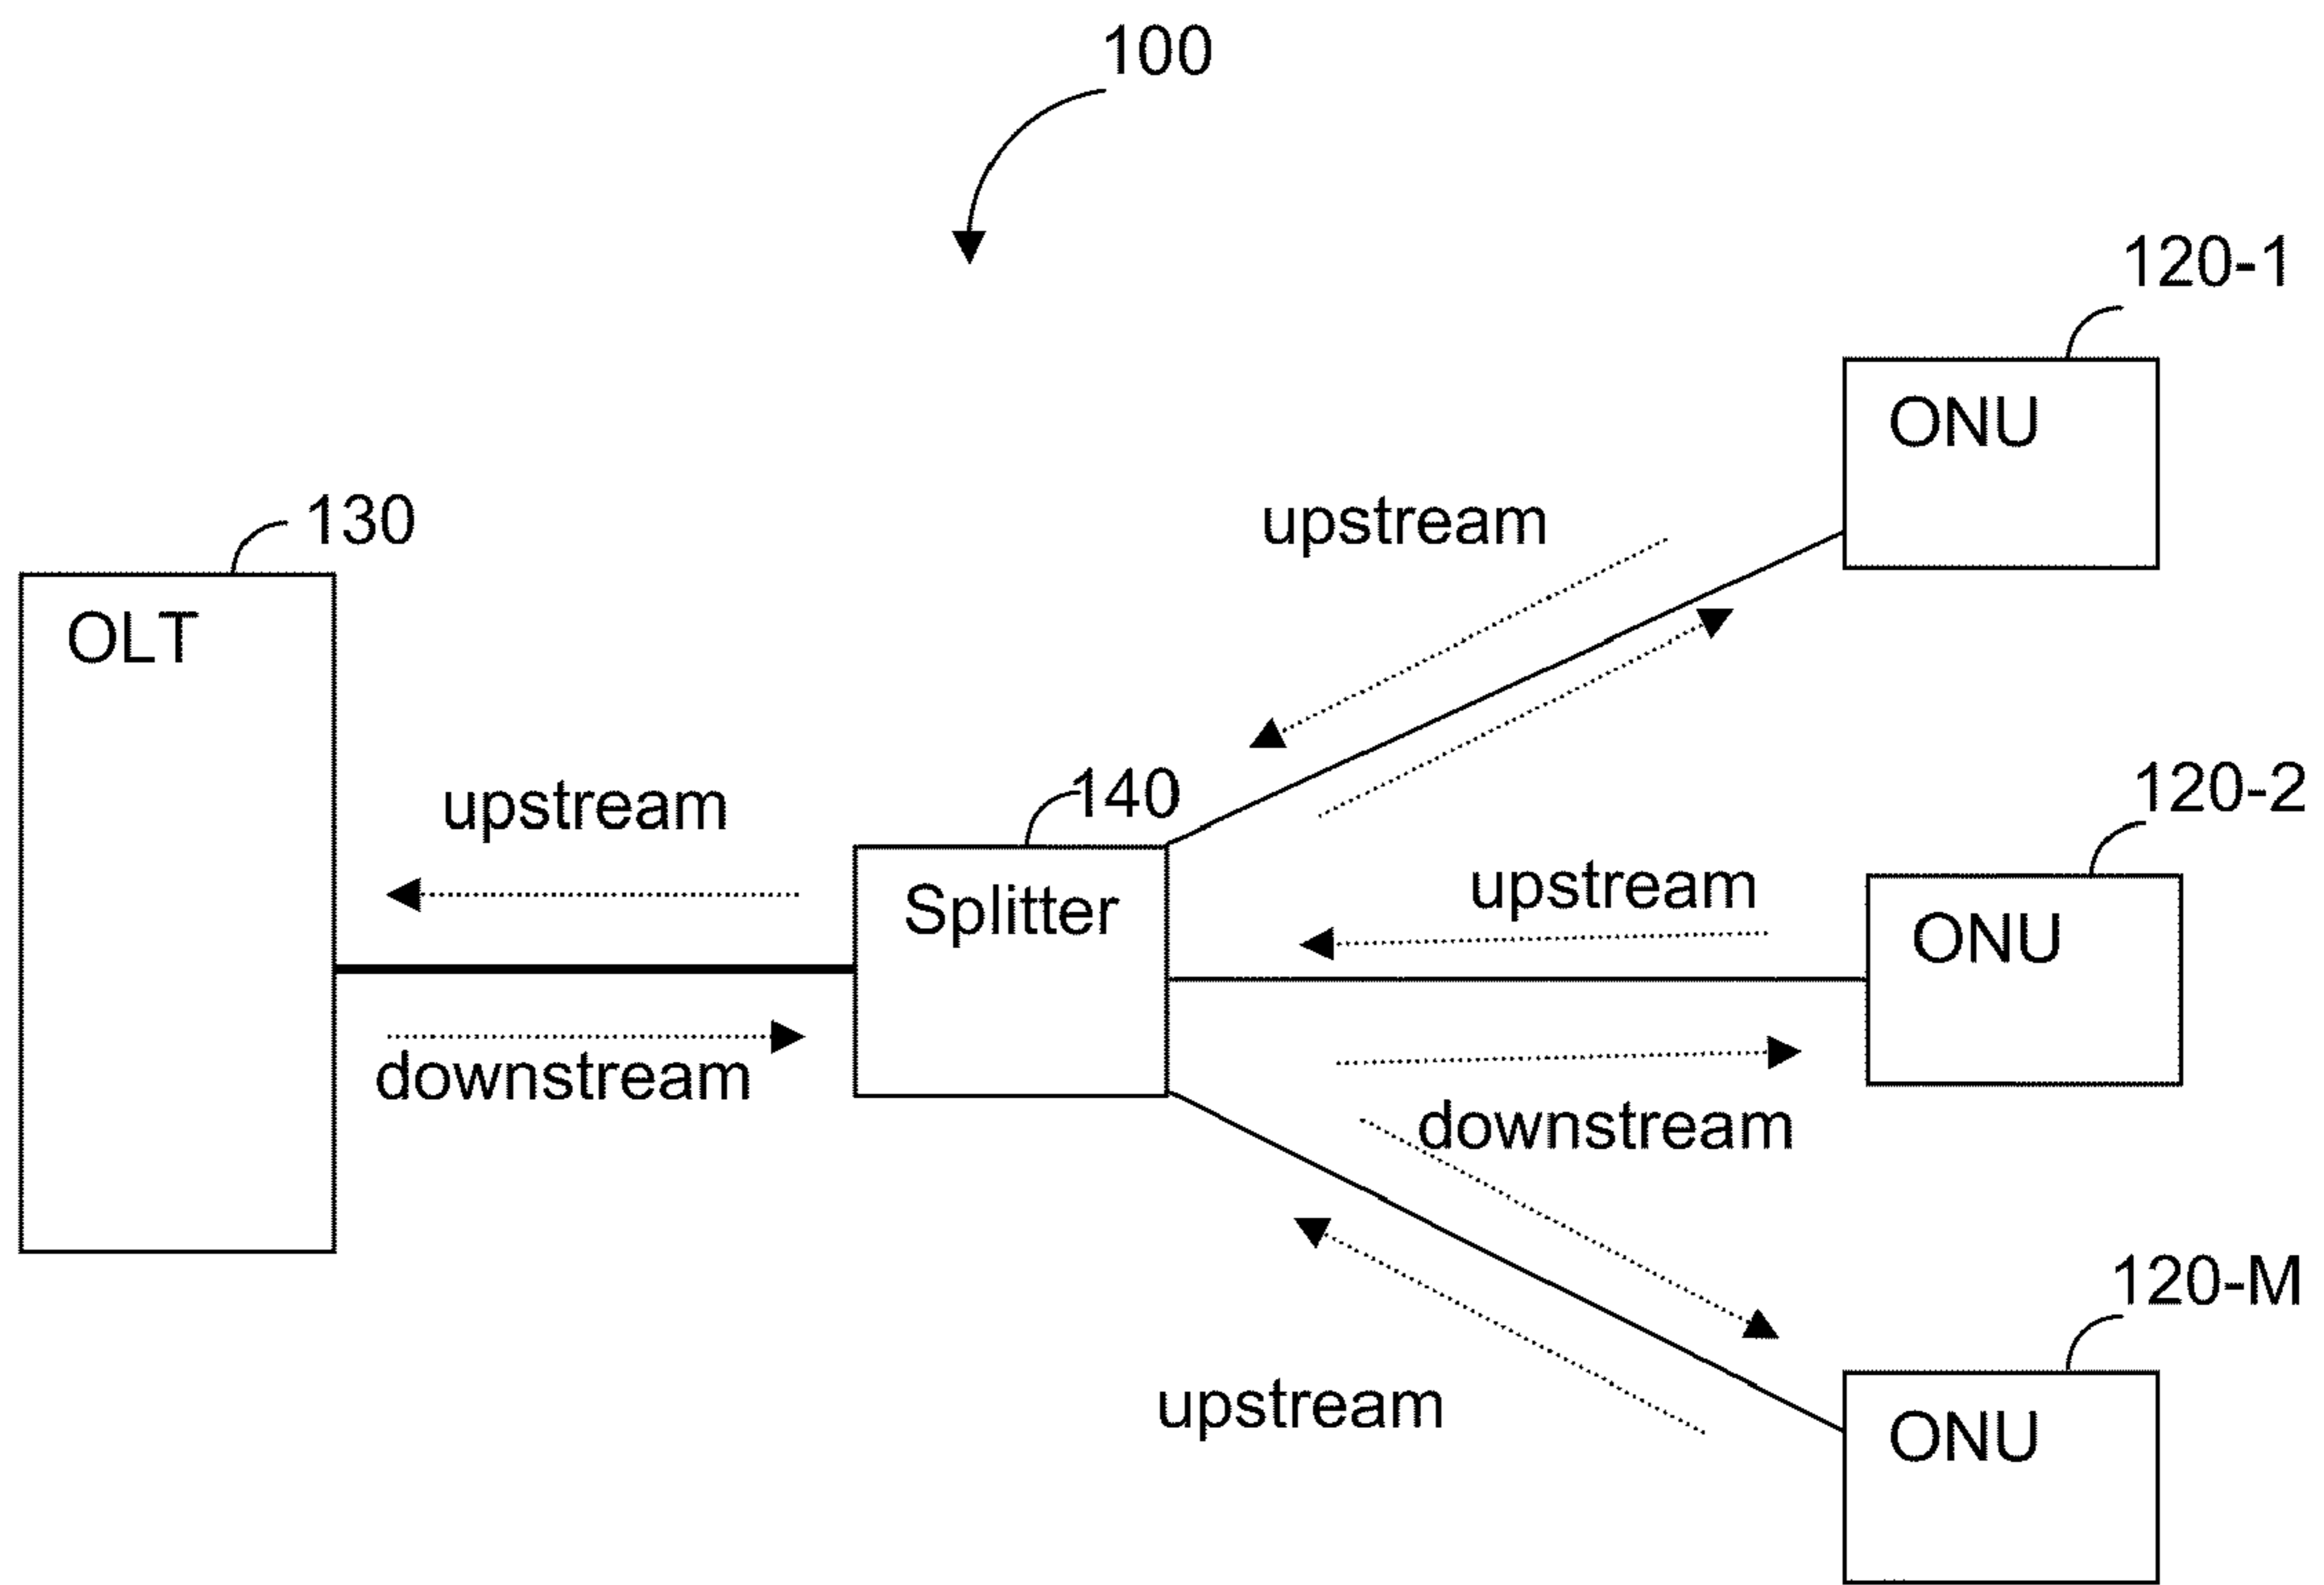 100
120-1
ONU
130
upstream
OLT
120-2
140
upstream
upstream
Splitter
ONU
downstream
downstream
120-M
upstream
ONU